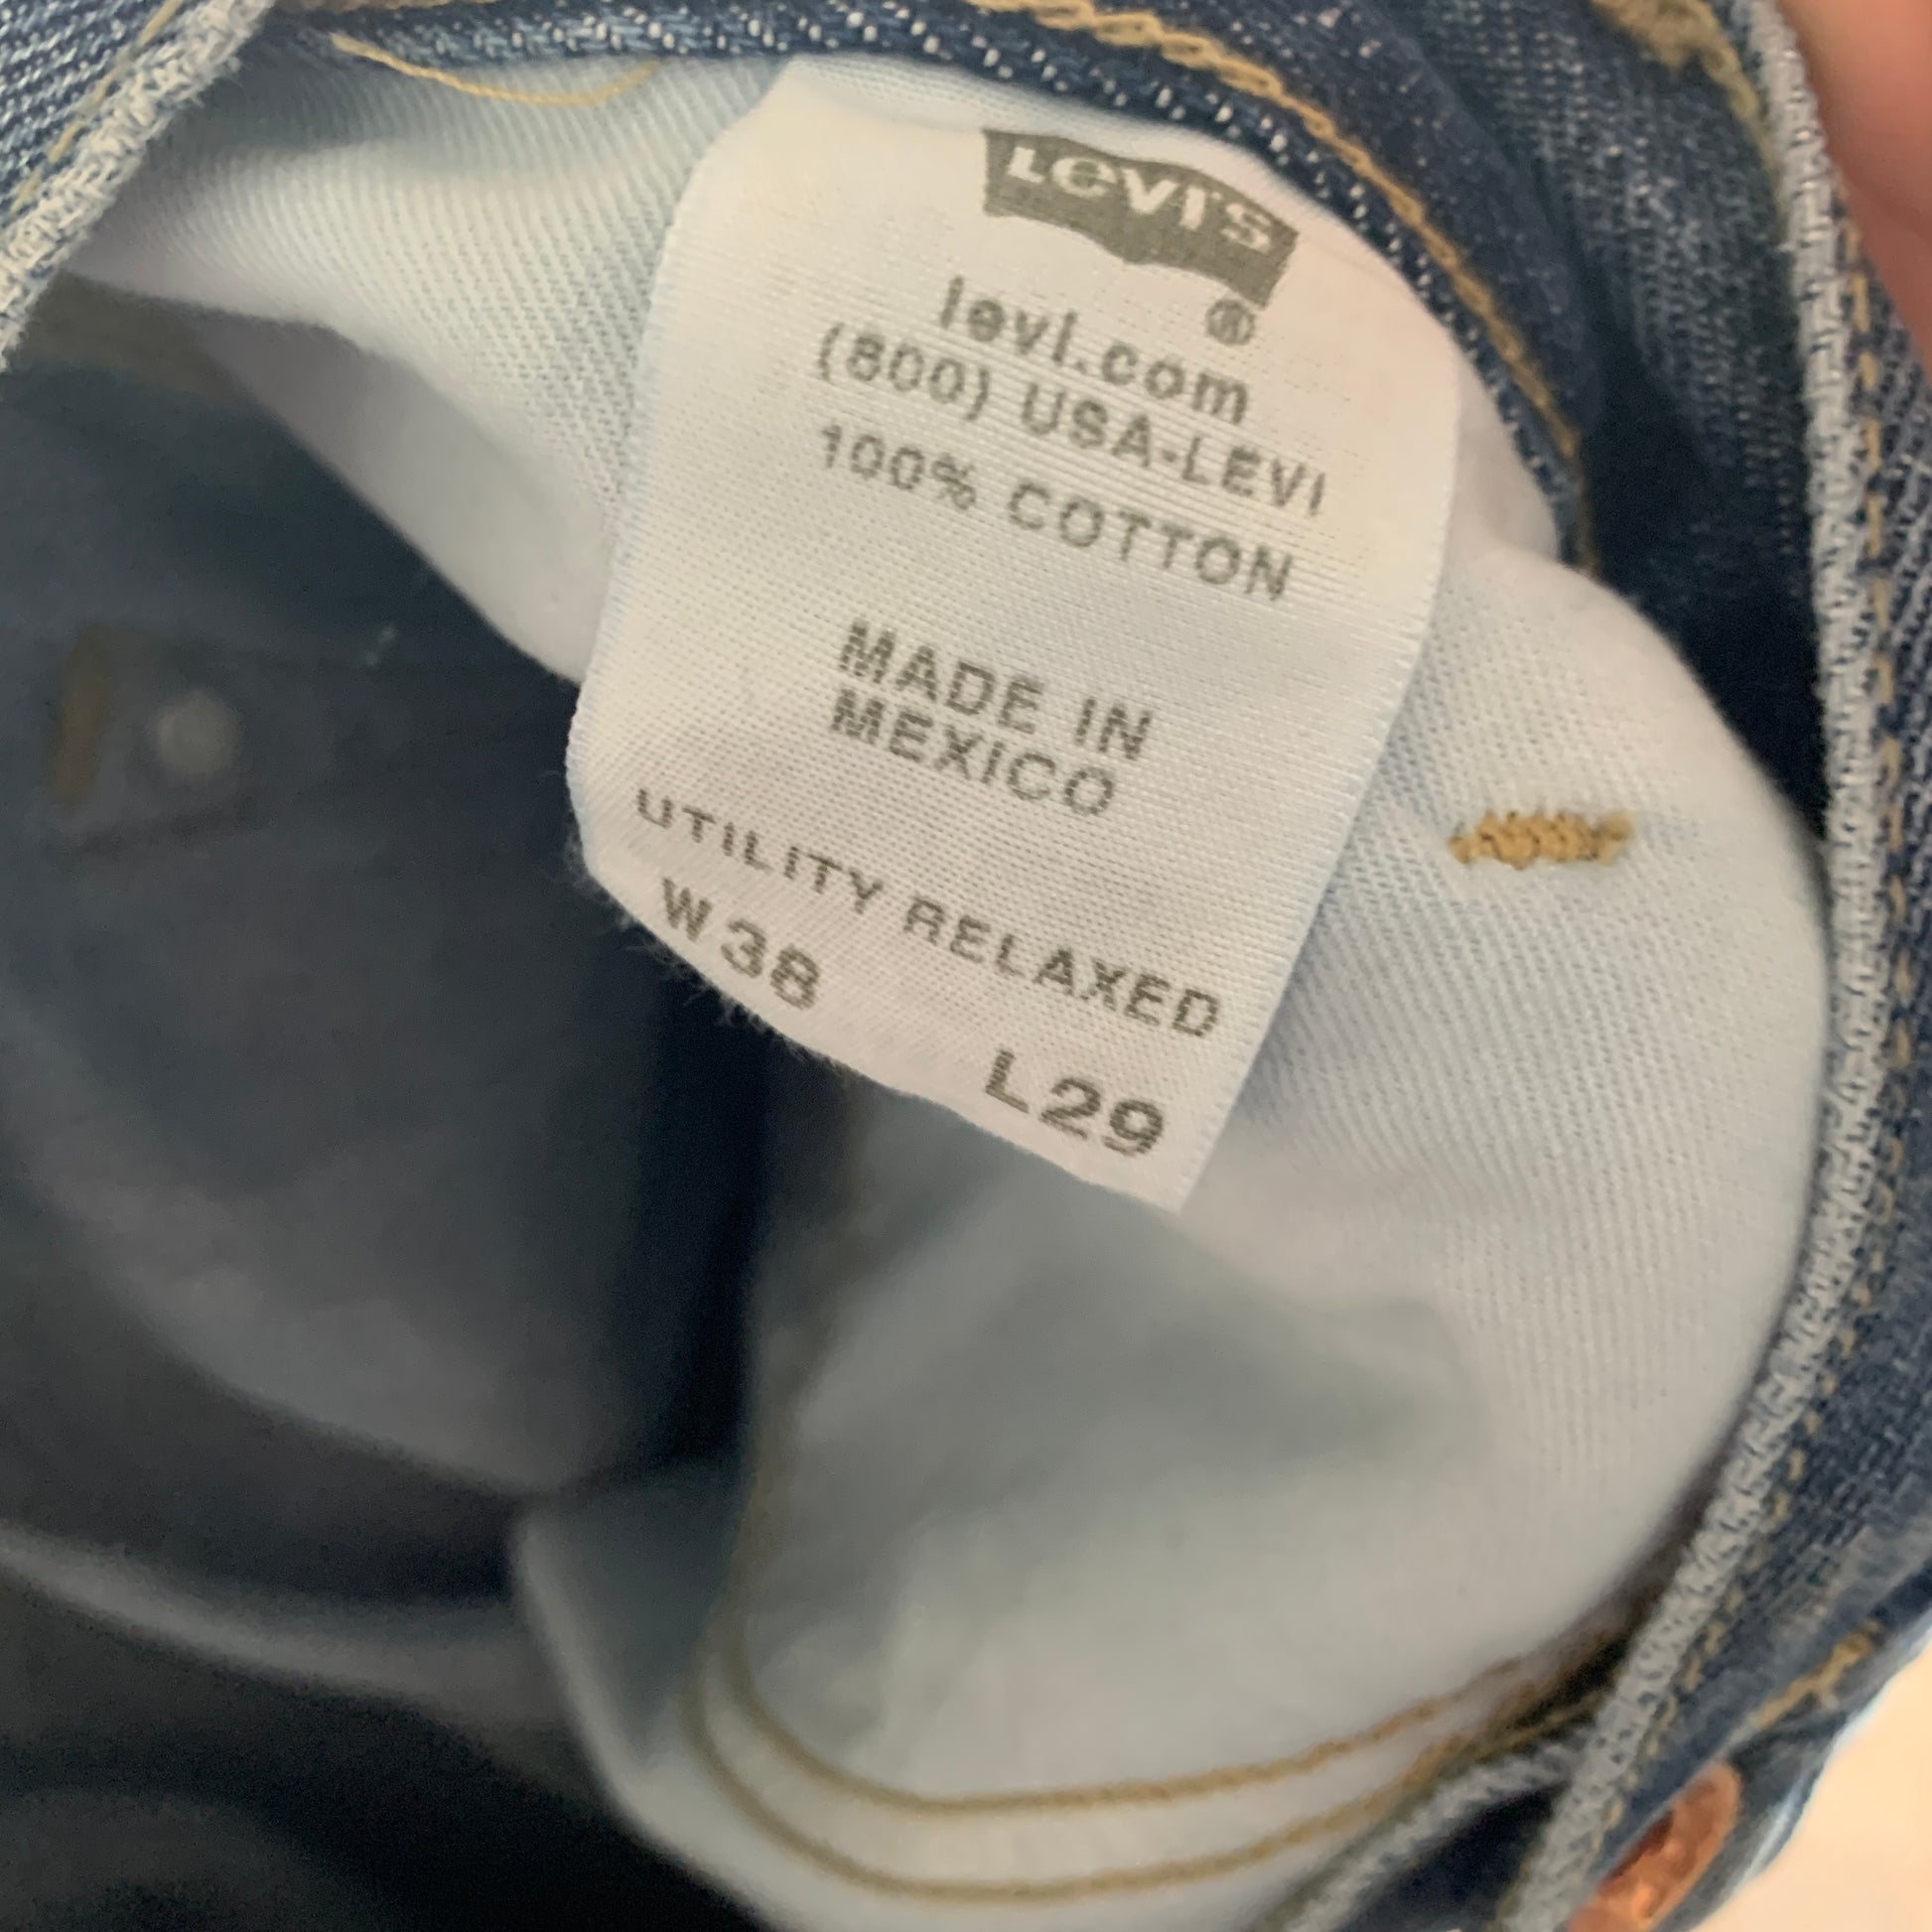 LEVI'S
®
levi.com
(800) USA-LEVI
100% COTTON
MADE IN
MEXICO
UTILITY RELAXED
W38 L29